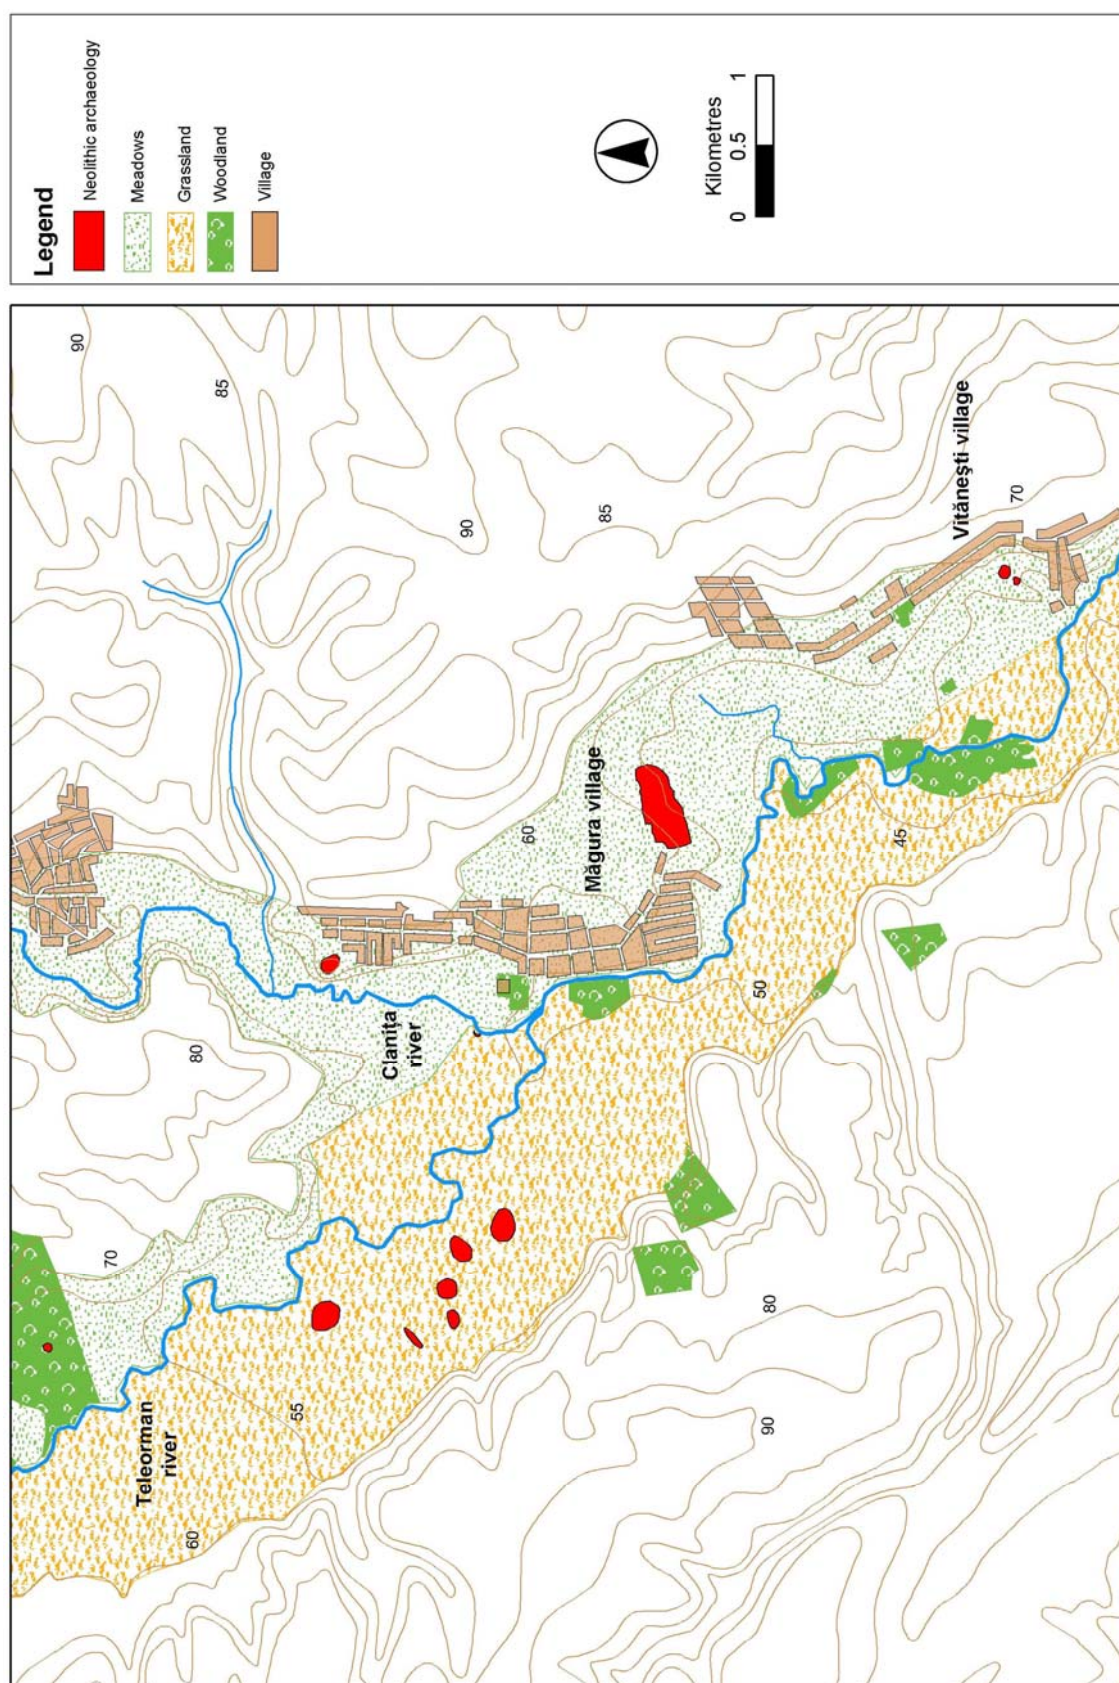 Legend
Neolithic archaeology
Meadows
Grassland
Woodland
Village
Kilometres
0 0.5 1
90
85
90
85
70
Vităneşti village
Măgura village
60
45
50
Claniţa
river
80
70
80
90
55
Teleorman
river
60